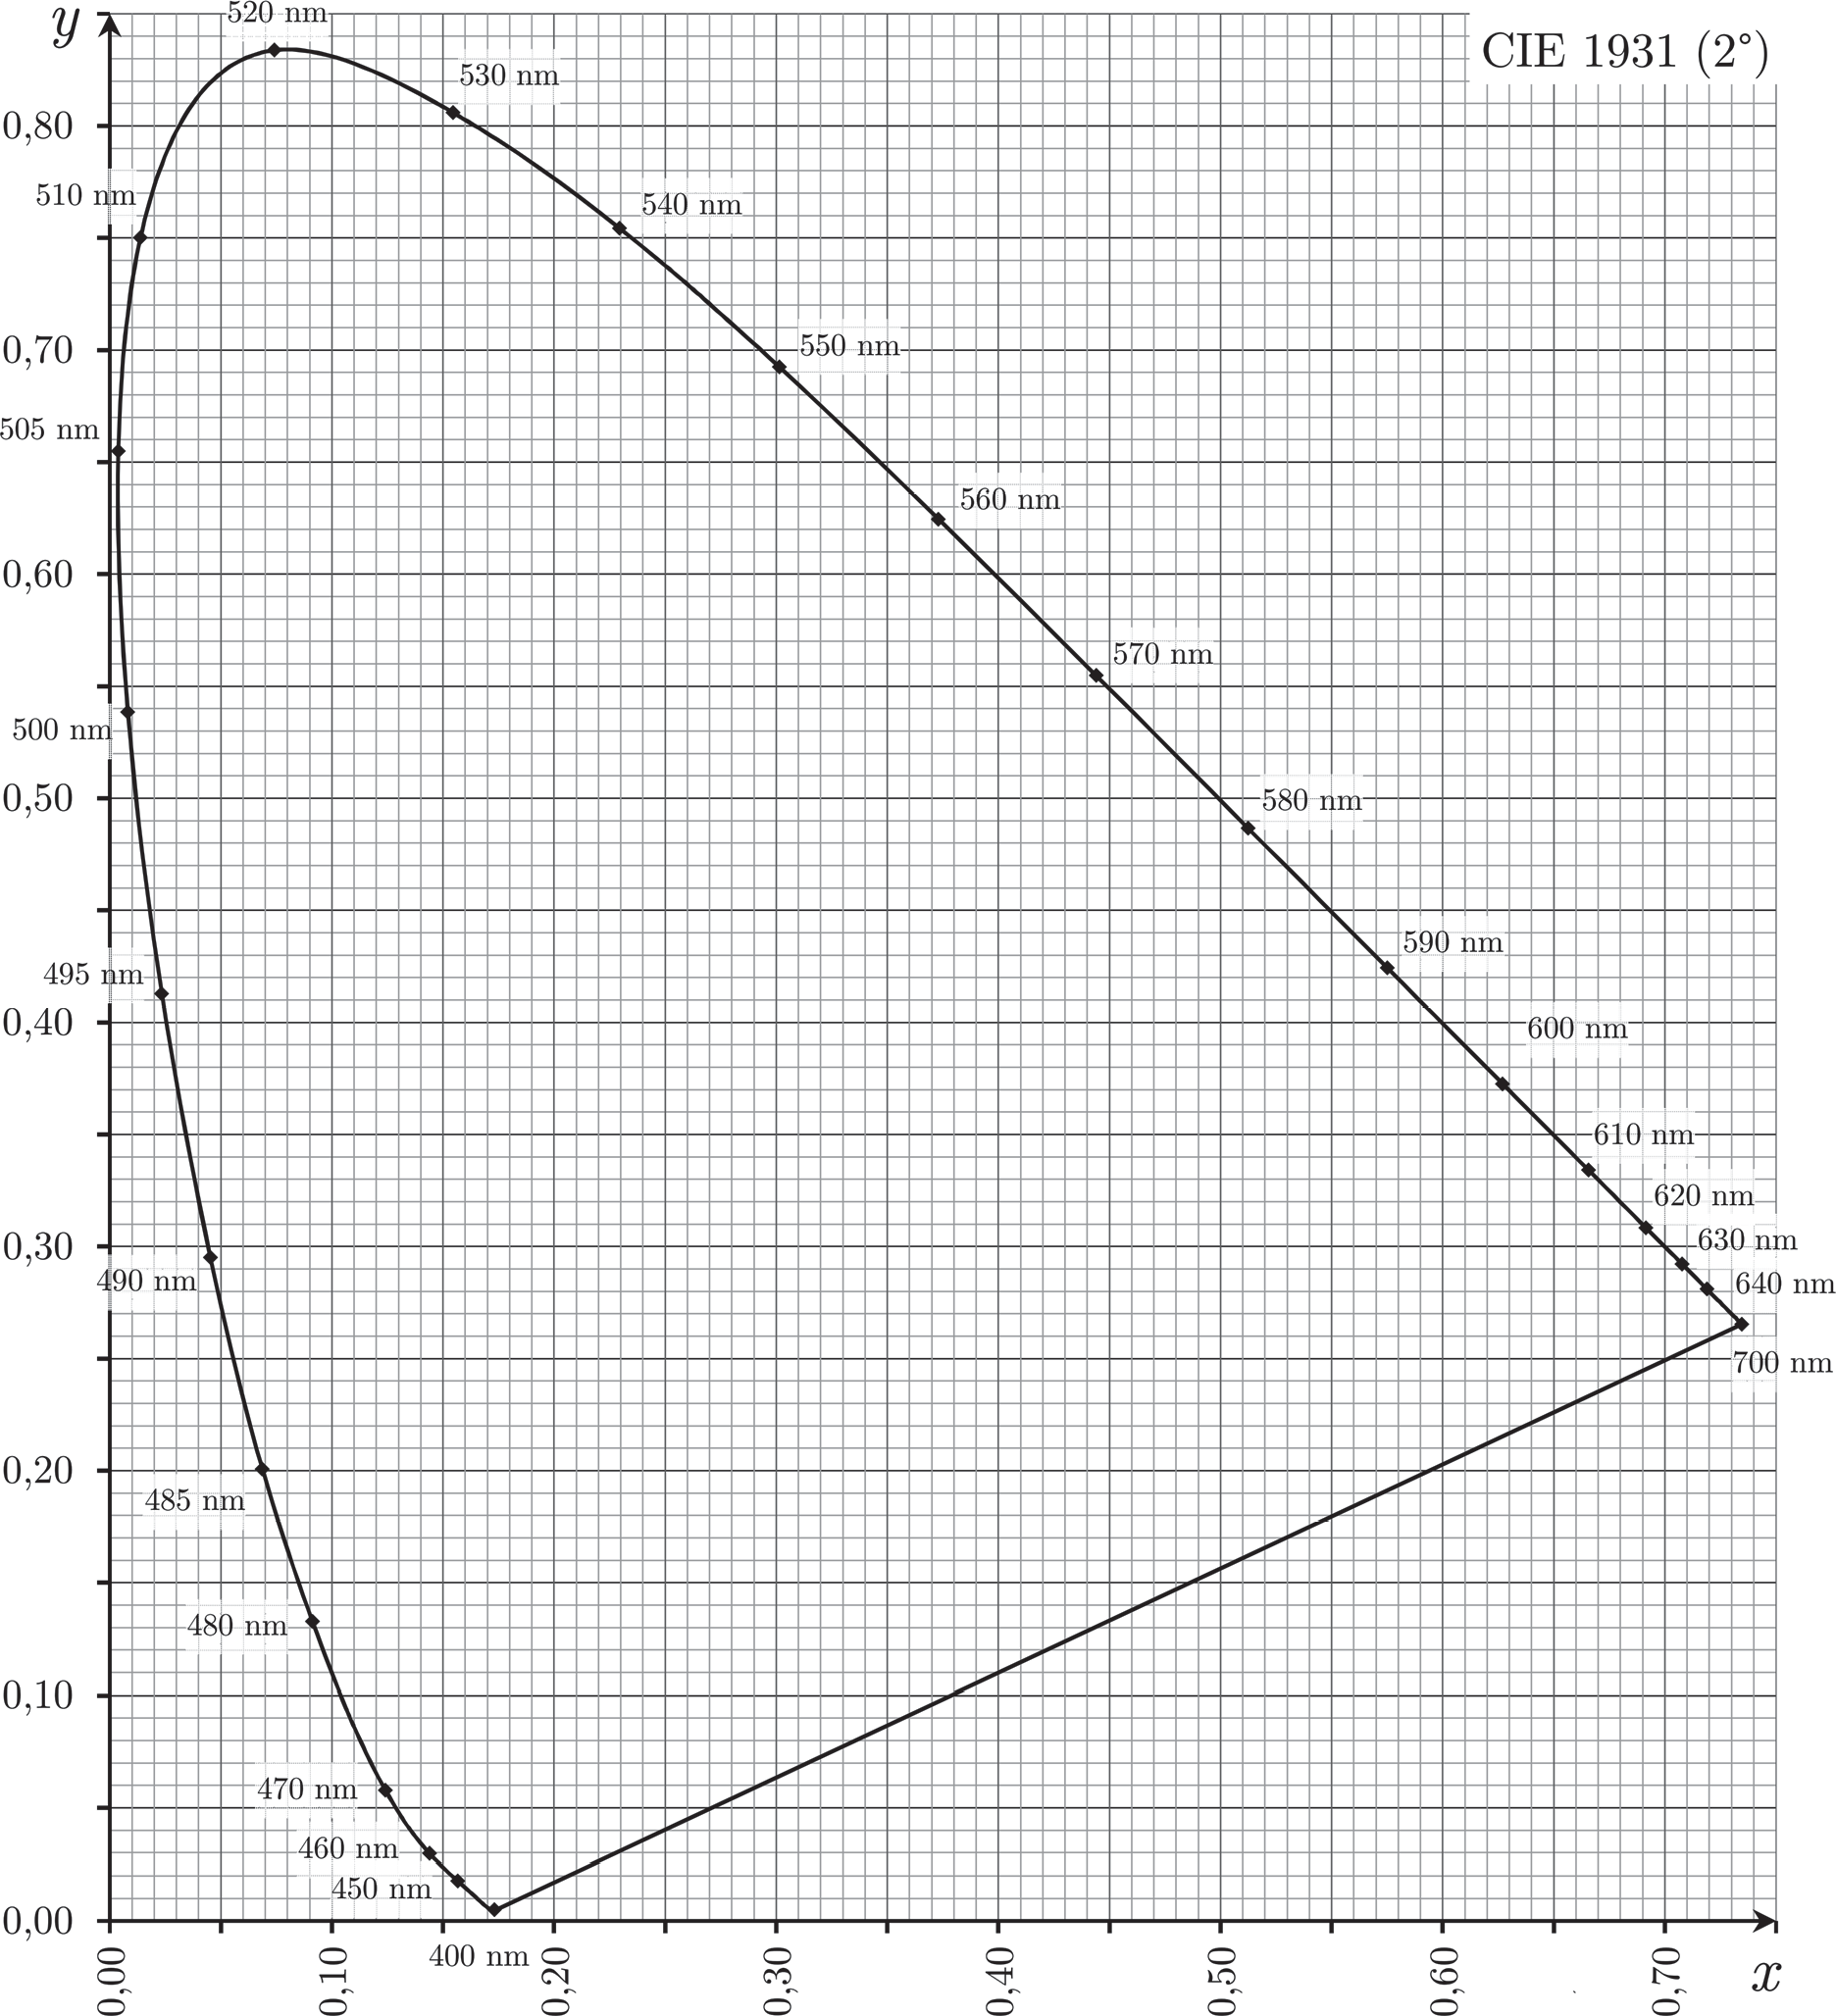 y
520 nm
CIE 1931 (2°)
530 nm
0,80
510 nm
540 nm
0,70
550 nm
505 nm
560 nm
0,60
570 nm
500 nm
0,50
580 nm
590 nm
495 nm
0,40
600 nm
610 nm
620 nm
0,30
630 nm
490 nm
640 nm
700 nm
0,20
485 nm
480 nm
0,10
470 nm
460 nm
450 nm
0,00
400 nm
0,00
0,10
0,20
0,30
0,40
0,50
0,60
0,70
x